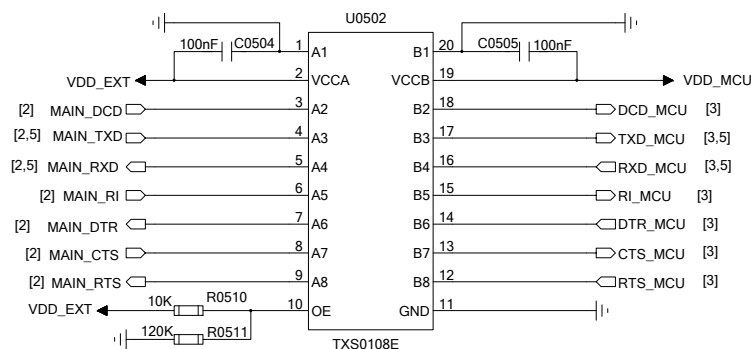 U0502
100nF C0504 1 A1 B1 20 C0505 100nF
VDD_EXT 2 VCCA VCCB 19 VDD_MCU
[2] MAIN_DCD 3 A2 B2 18 DCD_MCU [3]
[2,5] MAIN_TXD 4 A3 B3 17 TXD_MCU [3,5]
[2,5] MAIN_RXD 5 A4 B4 16 RXD_MCU [3,5]
[2] MAIN_RI 6 A5 B5 15 RI_MCU [3]
[2] MAIN_DTR 7 A6 B6 14 DTR_MCU [3]
[2] MAIN_CTS 8 A7 B7 13 CTS_MCU [3]
[2] MAIN_RTS 9 A8 B8 12 RTS_MCU [3]
VDD_EXT 10K R0510 10 OE GND 11
120K R0511
TXS0108E